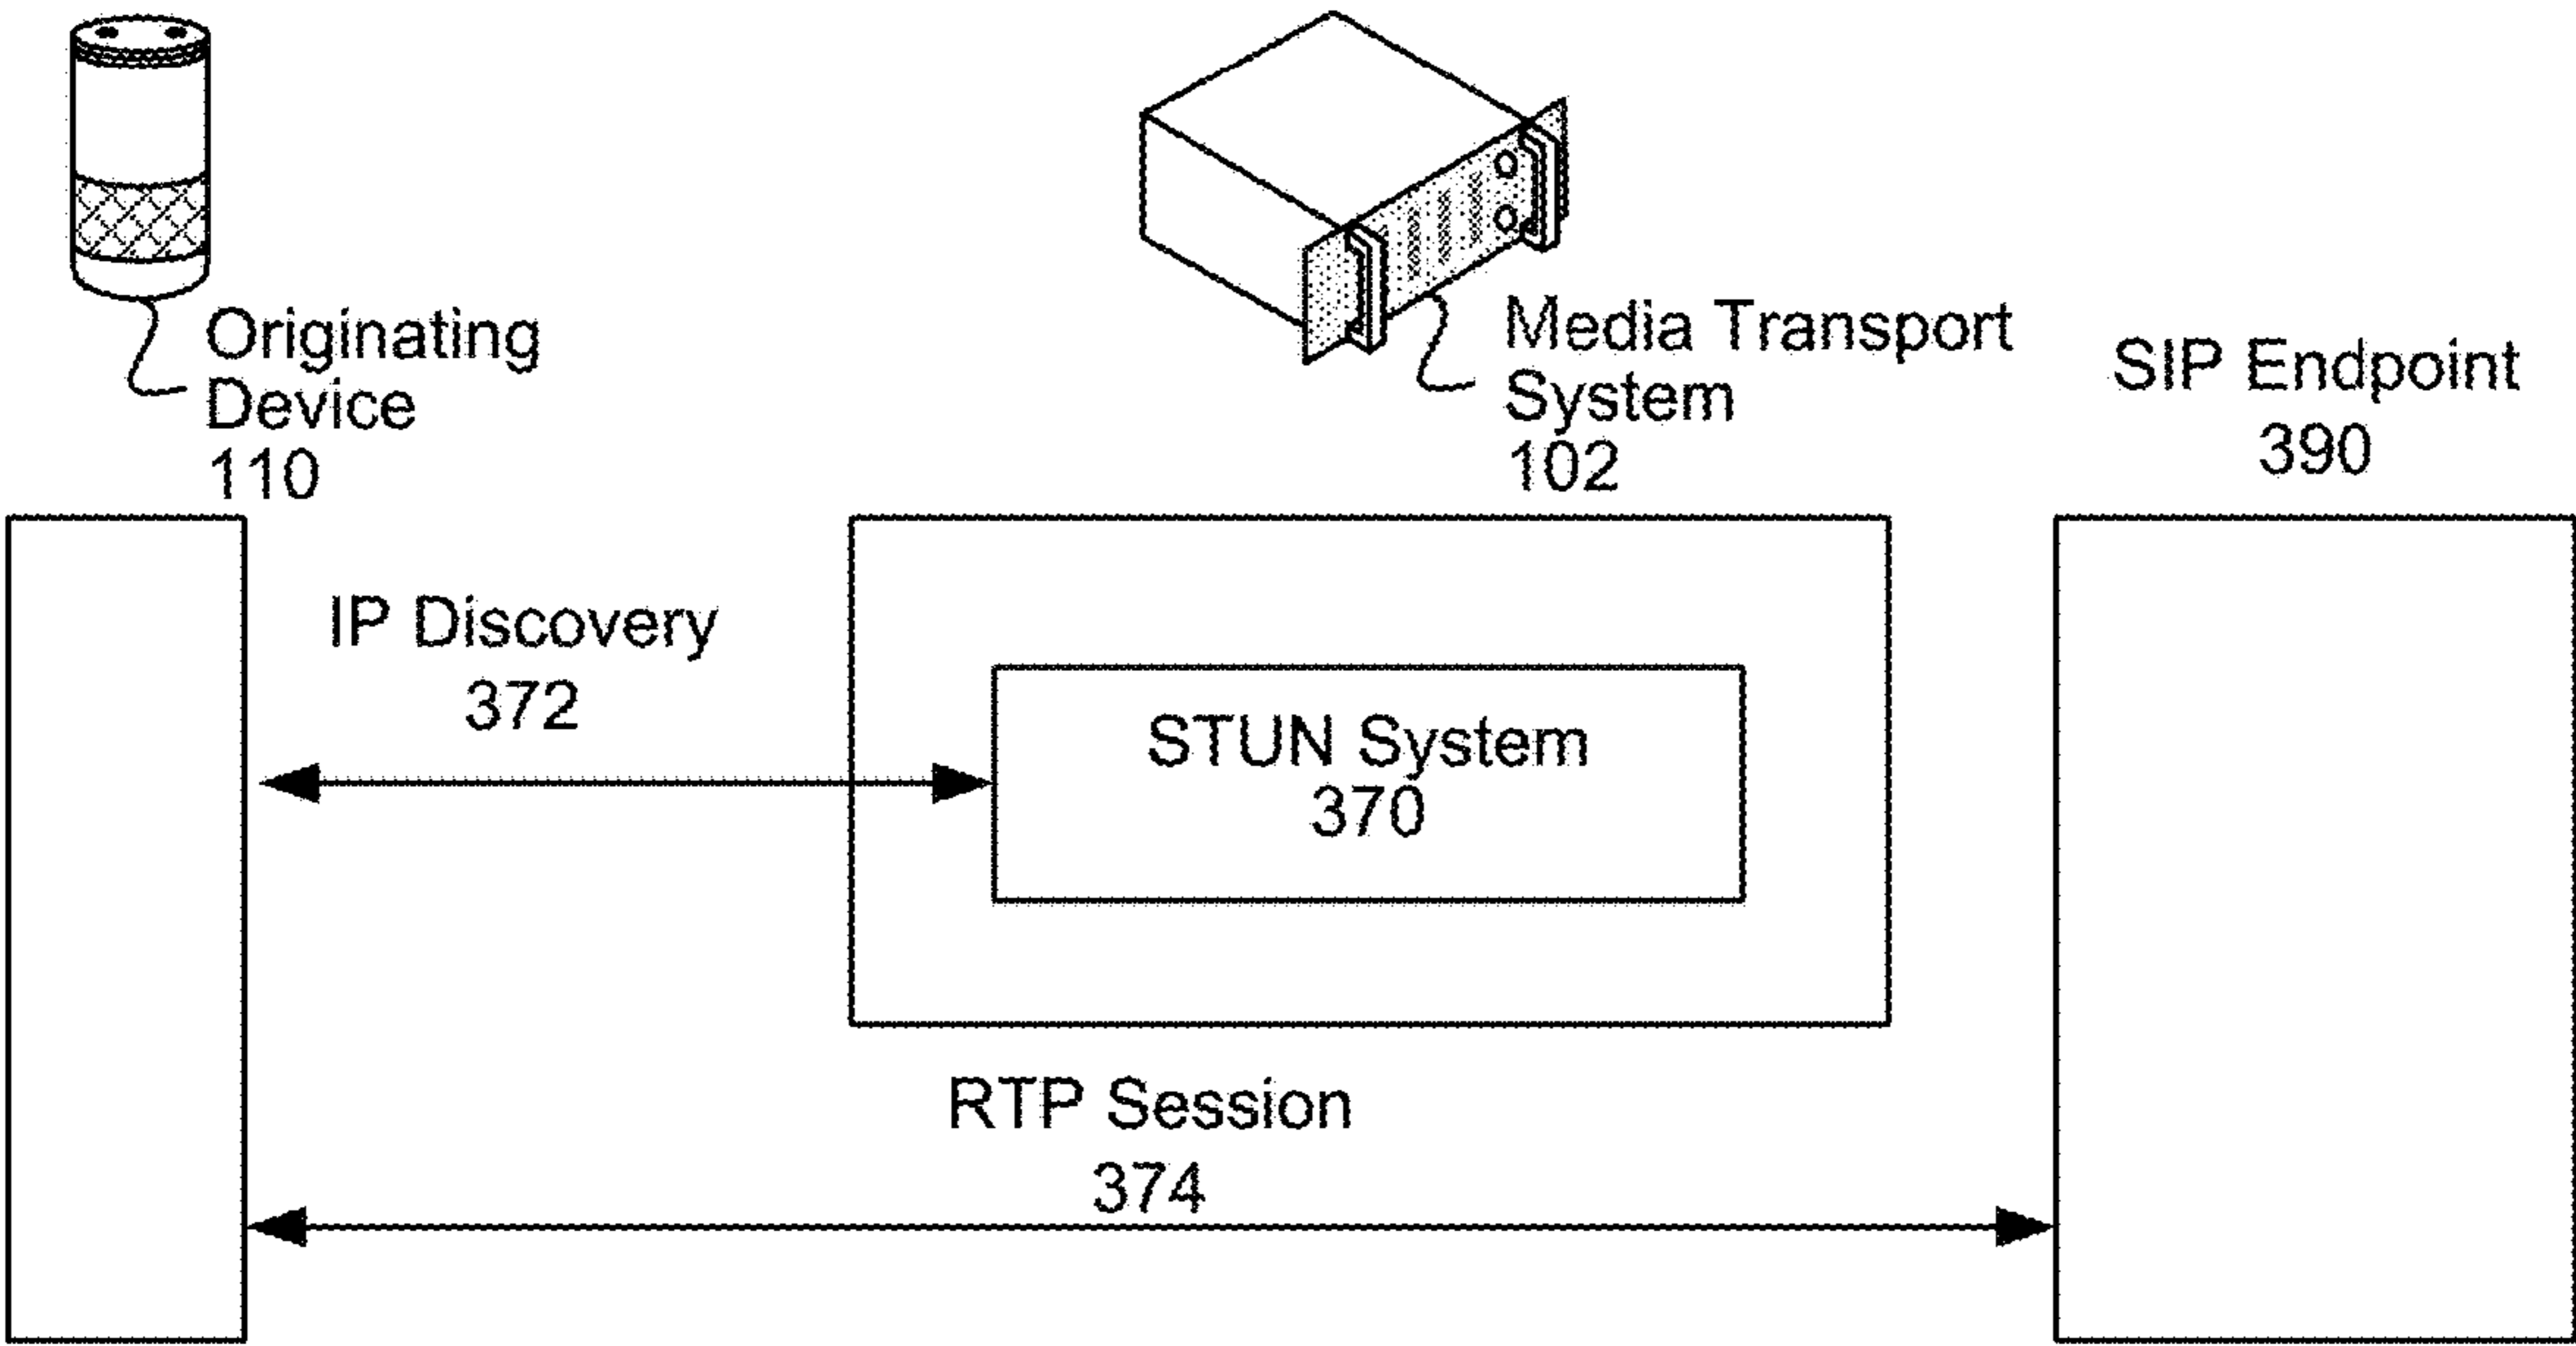 Originating
Device
110
Media Transport
System
102
SIP Endpoint
390
IP Discovery
372
STUN System
370
RTP Session
374